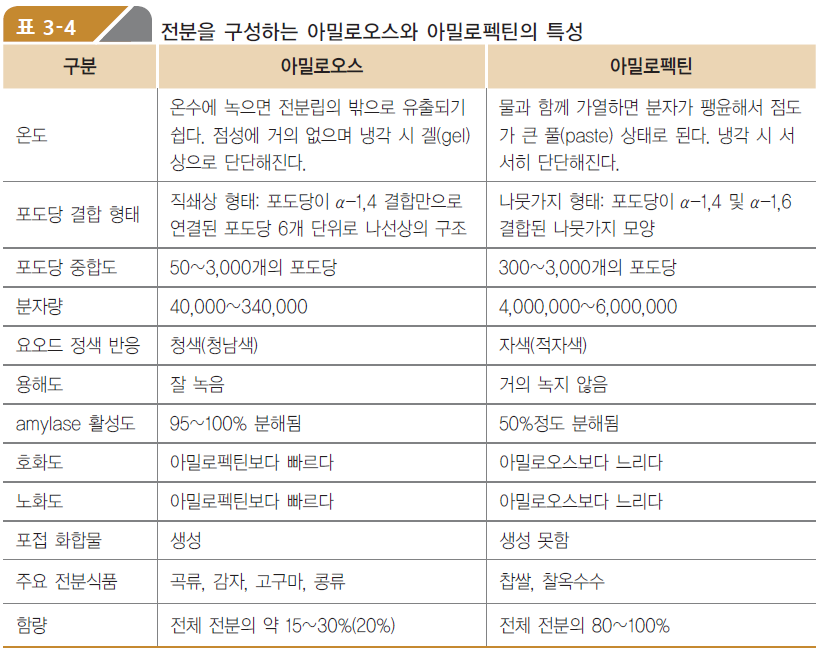 표 3-4 전분을 구성하는 아밀로오스와 아밀로펙틴의 특성
구분 아밀로오스 아밀로펙틴
온도
온수에 녹으면 전분립의 밖으로 유출되기
쉽다. 점성에 거의 없으며 냉각 시 겔(gel)
상으로 단단해진다.
물과 함께 가열하면 분자가 팽윤해서 점도
가 큰 풀(paste) 상태로 된다. 냉각 시 서
서히 단단해진다.
포도당 결합 형태
직쇄상 형태: 포도당이 α-1,4 결합만으로
연결된 포도당 6개 단위로 나선상의 구조
나뭇가지 형태: 포도당이 α-1,4 및 α-1,6
결합된 나뭇가지 모양
포도당 중합도 50~3,000개의 포도당 300~3,000개의 포도당
분자량 40,000~340,000 4,000,000~6,000,000
요오드 정색 반응 청색(청남색) 자색(적자색)
용해도 잘 녹음 거의 녹지 않음
amylase 활성도 95~100% 분해됨 50%정도 분해됨
호화도 아밀로펙틴보다 빠르다 아밀로오스보다 느리다
노화도 아밀로펙틴보다 빠르다 아밀로오스보다 느리다
포접 화합물 생성 생성 못함
주요 전분식품 곡류, 감자, 고구마, 콩류 찹쌀, 찰옥수수
함량 전체 전분의 약 15~30%(20%) 전체 전분의 80~100%